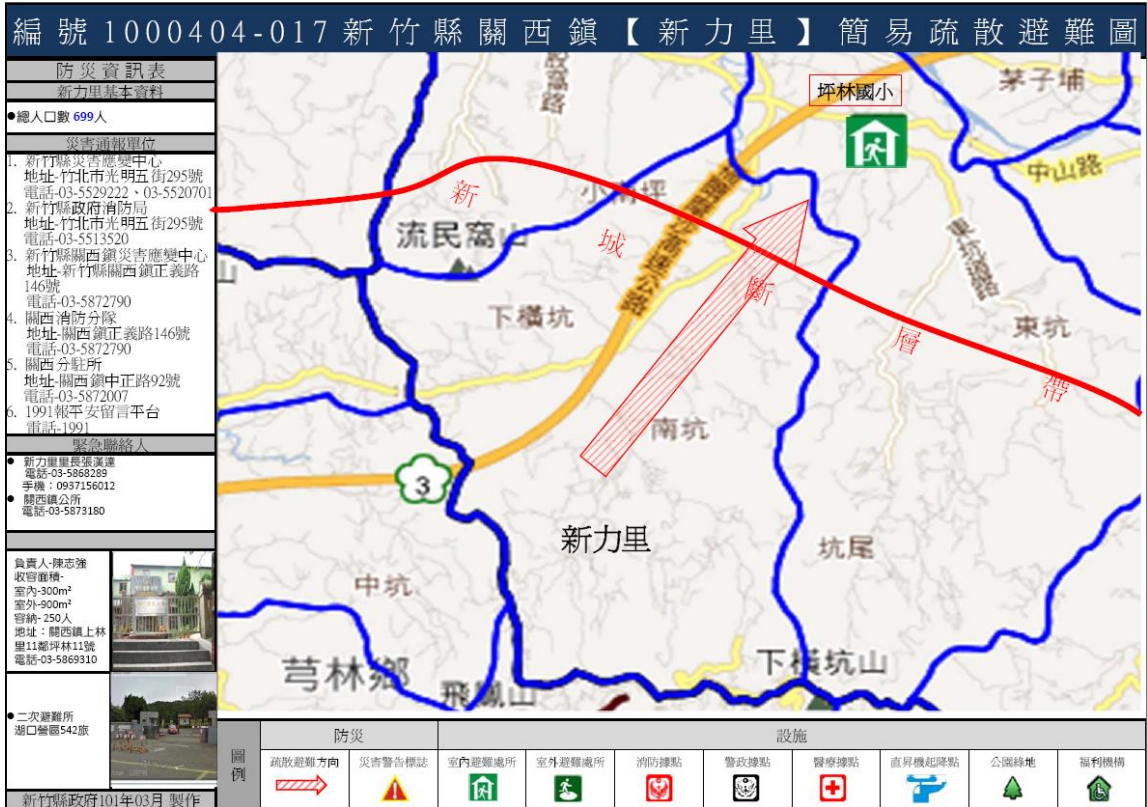 編號1000404-017新竹縣關西鎮【新力里】簡易疏散避難圖
防災資訊表
新力里基本資料
●總人口數 699人
災害通報單位
1. 新竹縣災害應變中心
地址-竹北市光明五街295號
電話-03-5529222、03-5520701
2. 新竹縣政府消防局
地址-竹北市光明五街295號
電話-03-5513520
3. 新竹縣關西鎮災害應變中心
地址-新竹縣關西鎮正義路
146號
電話-03-5872790
4. 關西消防分隊
地址-關西鎮正義路146號
電話-03-5872790
5. 關西分駐所
地址-關西鎮中正路92號
電話-03-5872007
6. 1991報平安留言平台
電話-1991
緊急聯絡人
● 新力里里長張漢達
電話-03-5868289
手機：0937156012
● 關西鎮公所
電話-03-5873180
負責人-陳志強
收容面積-
室內-300m²
室外-900m²
容納- 250人
地址：關西鎮上林
里11鄰坪林11號
電話-03-5869310
●二次避難所
湖口營區542旅
新竹縣政府101年03月 製作
坪林國小
茅子埔
中山路
新城斷層帶
流民窩山
福爾摩沙高速公路
下橫坑
東坑
南坑
3
新力里
坑尾
中坑
芎林鄉
飛鳳山
下橫坑山
山
圖例
防災
設施
疏散避難方向
災害警告標誌
室內避難處所
室外避難處所
消防據點
警政據點
醫療據點
直昇機起降點
公園綠地
福利機構